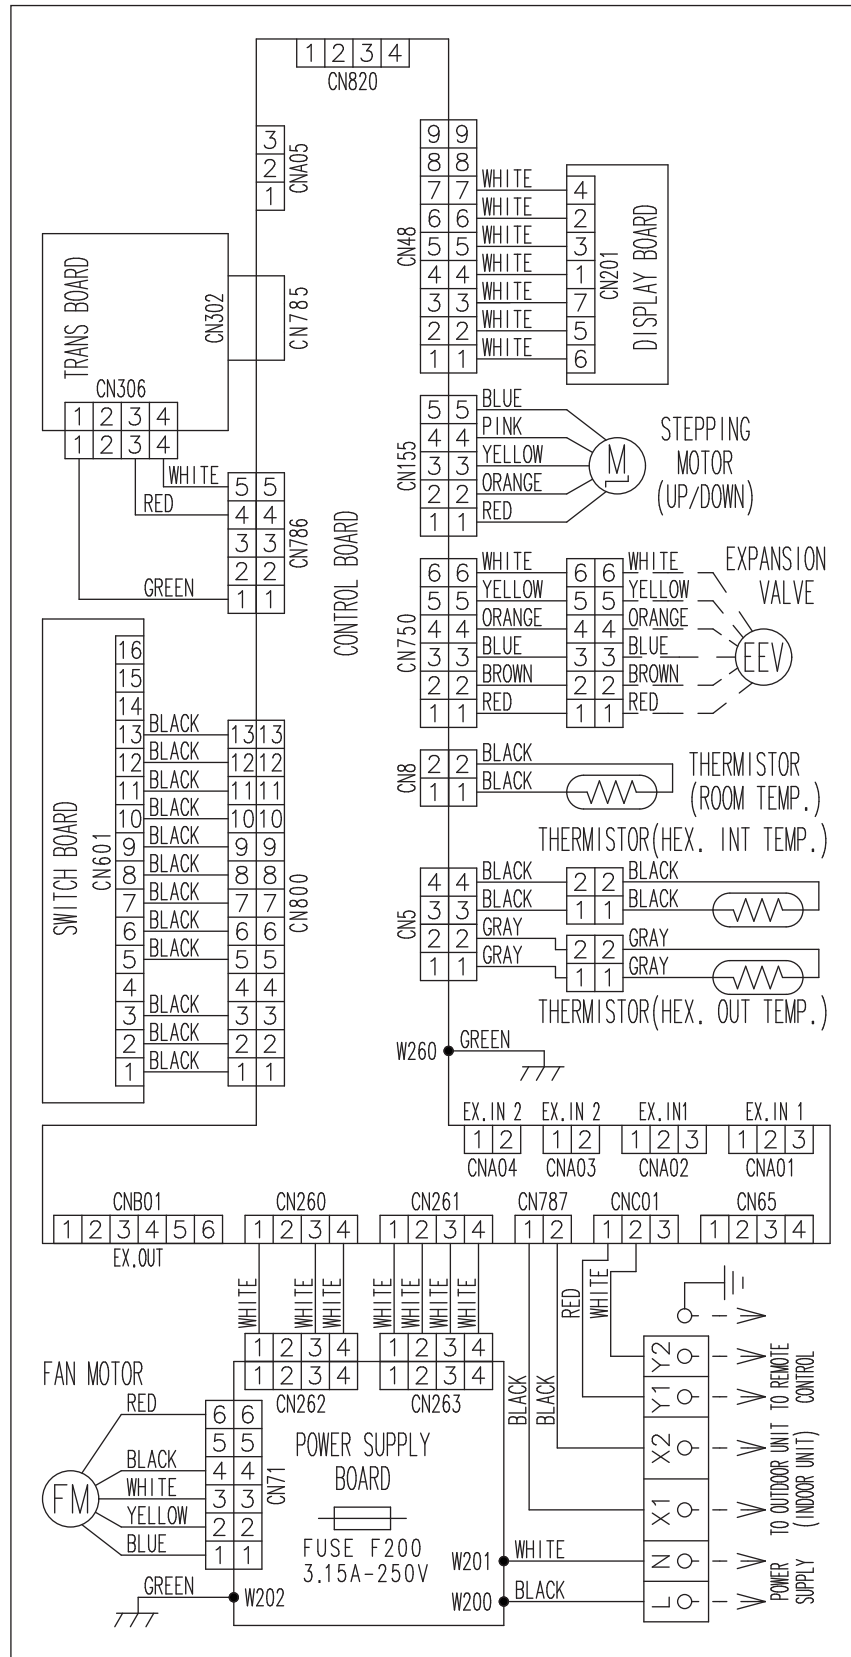 1 2 3 4
CN820
3
2
1
CNA05
TRANS BOARD
CN302
CN785
CN306
1 2 3 4
1 2 3 4
WHITE
RED
GREEN
5 5
4 4
3 3
2 2
1 1
CN786
CONTROL BOARD
SWITCH BOARD
CN601
16
15
14
13 BLACK 13 13
12 BLACK 12 12
11 BLACK 11 11
10 BLACK 10 10
9 BLACK 9 9
8 BLACK 8 8
7 BLACK 7 7
6 BLACK 6 6
5 BLACK 5 5
4 4 4
3 BLACK 3 3
2 BLACK 2 2
1 BLACK 1 1
CN800
CN48
9 9
8 8
7 7 WHITE 4
6 6 WHITE 2
5 5 WHITE 3
4 4 WHITE 1
3 3 WHITE 7
2 2 WHITE 5
1 1 WHITE 6
CN201
DISPLAY BOARD
CN155
5 5 BLUE
4 4 PINK
3 3 YELLOW
2 2 ORANGE
1 1 RED
M
STEPPING
MOTOR
(UP/DOWN)
CN750
6 6 WHITE 6 6 WHITE
5 5 YELLOW 5 5 YELLOW
4 4 ORANGE 4 4 ORANGE
3 3 BLUE 3 3 BLUE
2 2 BROWN 2 2 BROWN
1 1 RED 1 1 RED
EXPANSION
VALVE
EEV
CN8
2 2 BLACK
1 1 BLACK
THERMISTOR
(ROOM TEMP.)
THERMISTOR(HEX. INT TEMP.)
CN5
4 4 BLACK 2 2 BLACK
3 3 BLACK 1 1 BLACK
2 2 GRAY 2 2 GRAY
1 1 GRAY 1 1 GRAY
THERMISTOR(HEX. OUT TEMP.)
W260 GREEN
EX.IN 2 EX.IN 2 EX.IN1 EX.IN 1
1 2 1 2 1 2 3 1 2 3
CNA04 CNA03 CNA02 CNA01
CNB01 CN260 CN261 CN787 CNC01 CN65
1 2 3 4 5 6 1 2 3 4 1 2 3 4 1 2 1 2 3 1 2 3 4
EX.OUT
WHITE WHITE WHITE WHITE WHITE WHITE WHITE
RED WHITE
1 2 3 4 1 2 3 4
1 2 3 4 1 2 3 4
CN262 CN263
BLACK BLACK
FAN MOTOR
FM
RED 6 6
5 5
BLACK 4 4
WHITE 3 3
YELLOW 2 2
BLUE 1 1
CN71
GREEN W202
POWER SUPPLY
BOARD
FUSE F200
3.15A-250V
W201 WHITE
W200 BLACK
Y2
Y1
X2
X1
N
L
TO REMOTE
CONTROL
TO OUTDOOR UNIT
(INDOOR UNIT)
POWER
SUPPLY